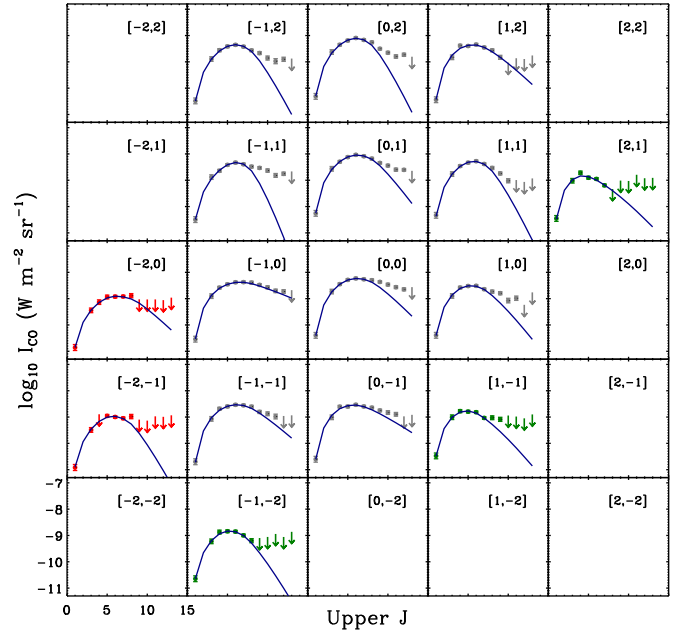 [-2,2] [-1,2] [0,2] [1,2] [2,2]
[-2,1] [-1,1] [0,1] [1,1] [2,1]
[-2,0] [-1,0] [0,0] [1,0] [2,0]
[-2,-1] [-1,-1] [0,-1] [1,-1] [2,-1]
[-2,-2] [-1,-2] [0,-2] [1,-2] [2,-2]
log₁₀ I_CO (W m⁻² sr⁻¹)
-7
-8
-9
-10
-11
0 5 10 15
Upper J